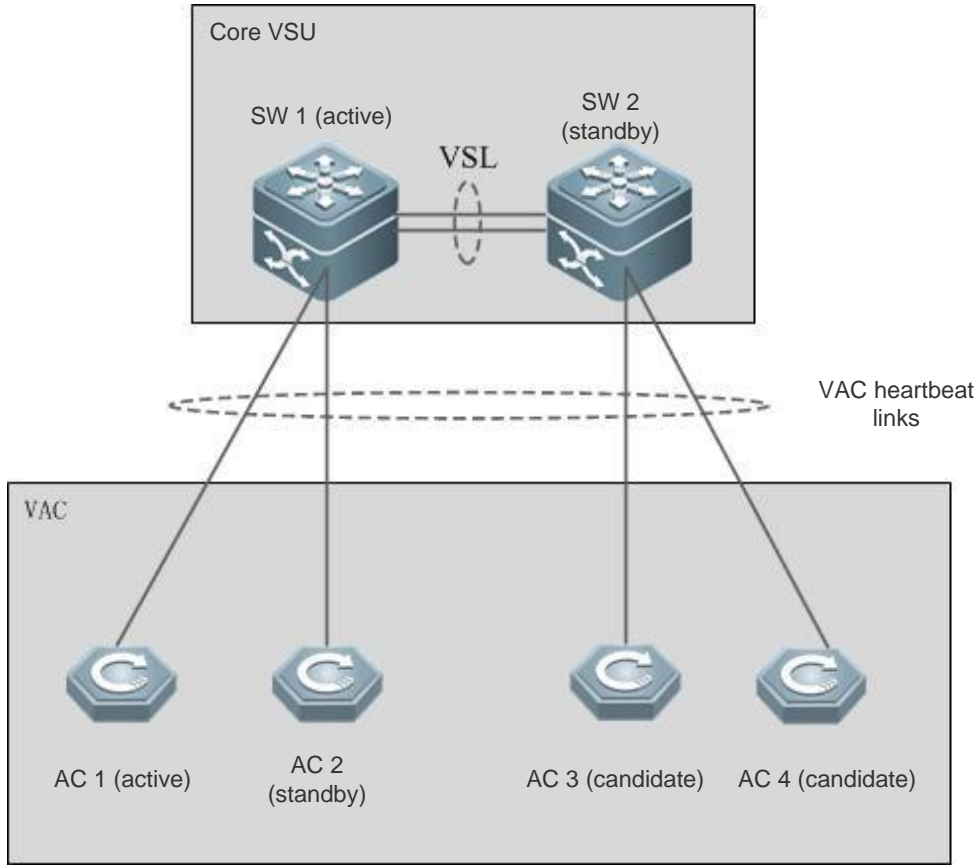 Core VSU
SW 1 (active)
SW 2
(standby)
VSL
VAC heartbeat
links
VAC
AC 1 (active)
AC 2
(standby)
AC 3 (candidate)
AC 4 (candidate)